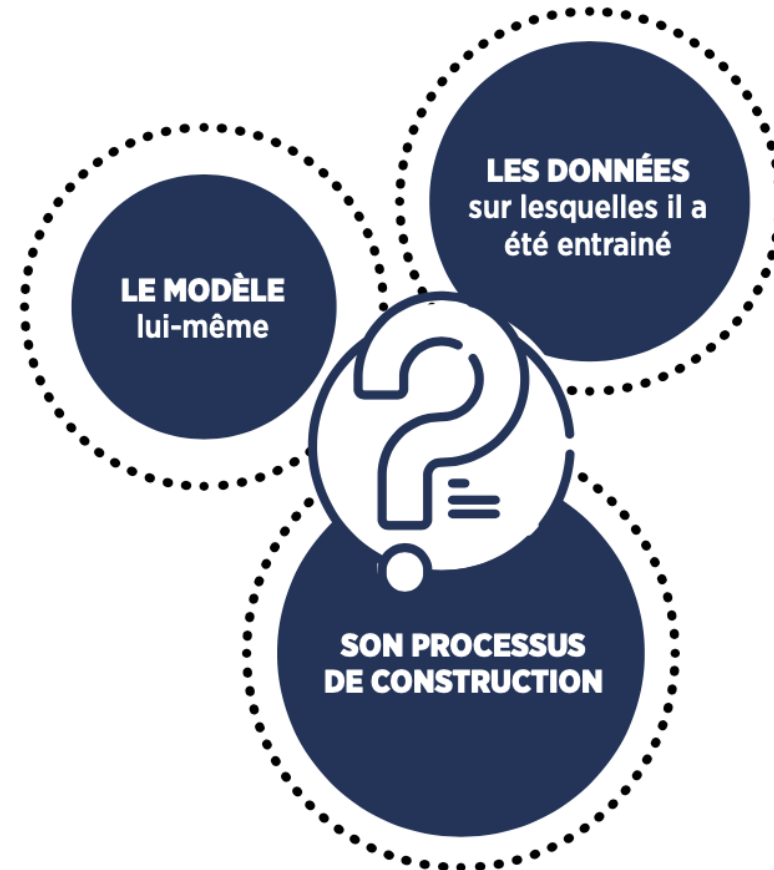 LE MODÈLE
lui-même
LES DONNÉES
sur lesquelles il a
été entrainé
SON PROCESSUS
DE CONSTRUCTION